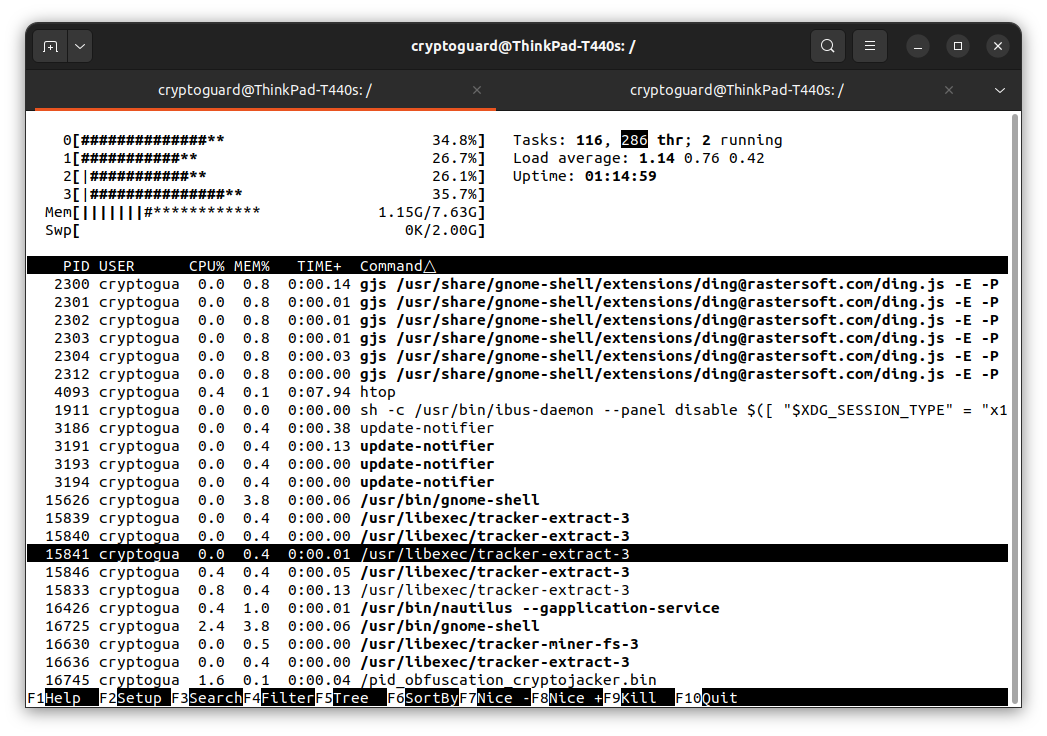 cryptoguard@ThinkPad-T440s: /
cryptoguard@ThinkPad-T440s: /
cryptoguard@ThinkPad-T440s: /
0[##############** 34.8%] Tasks: 116, 286 thr; 2 running
1[###########** 26.7%] Load average: 1.14 0.76 0.42
2[|###########** 26.1%] Uptime: 01:14:59
3[|###############** 35.7%]
Mem[|||||||#************ 1.15G/7.63G]
Swp[ 0K/2.00G]
PID USER CPU% MEM% TIME+ Command△
2300 cryptogua 0.0 0.8 0:00.14 gjs /usr/share/gnome-shell/extensions/ding@rastersoft.com/ding.js -E -P
2301 cryptogua 0.0 0.8 0:00.01 gjs /usr/share/gnome-shell/extensions/ding@rastersoft.com/ding.js -E -P
2302 cryptogua 0.0 0.8 0:00.01 gjs /usr/share/gnome-shell/extensions/ding@rastersoft.com/ding.js -E -P
2303 cryptogua 0.0 0.8 0:00.01 gjs /usr/share/gnome-shell/extensions/ding@rastersoft.com/ding.js -E -P
2304 cryptogua 0.0 0.8 0:00.03 gjs /usr/share/gnome-shell/extensions/ding@rastersoft.com/ding.js -E -P
2312 cryptogua 0.0 0.8 0:00.00 gjs /usr/share/gnome-shell/extensions/ding@rastersoft.com/ding.js -E -P
4093 cryptogua 0.4 0.1 0:07.94 htop
1911 cryptogua 0.0 0.0 0:00.00 sh -c /usr/bin/ibus-daemon --panel disable $([ "$XDG_SESSION_TYPE" = "x1
3186 cryptogua 0.0 0.4 0:00.38 update-notifier
3191 cryptogua 0.0 0.4 0:00.13 update-notifier
3193 cryptogua 0.0 0.4 0:00.00 update-notifier
3194 cryptogua 0.0 0.4 0:00.00 update-notifier
15626 cryptogua 0.0 3.8 0:00.06 /usr/bin/gnome-shell
15839 cryptogua 0.0 0.4 0:00.00 /usr/libexec/tracker-extract-3
15840 cryptogua 0.0 0.4 0:00.00 /usr/libexec/tracker-extract-3
15841 cryptogua 0.0 0.4 0:00.01 /usr/libexec/tracker-extract-3
15846 cryptogua 0.4 0.4 0:00.05 /usr/libexec/tracker-extract-3
15833 cryptogua 0.8 0.4 0:00.13 /usr/libexec/tracker-extract-3
16426 cryptogua 0.4 1.0 0:00.01 /usr/bin/nautilus --gapplication-service
16725 cryptogua 2.4 3.8 0:00.06 /usr/bin/gnome-shell
16630 cryptogua 0.0 0.5 0:00.00 /usr/libexec/tracker-miner-fs-3
16636 cryptogua 0.0 0.4 0:00.00 /usr/libexec/tracker-extract-3
16745 cryptogua 1.6 0.1 0:00.04 /pid_obfuscation_cryptojacker.bin
F1Help F2Setup F3SearchF4FilterF5Tree F6SortByF7Nice -F8Nice +F9Kill F10Quit